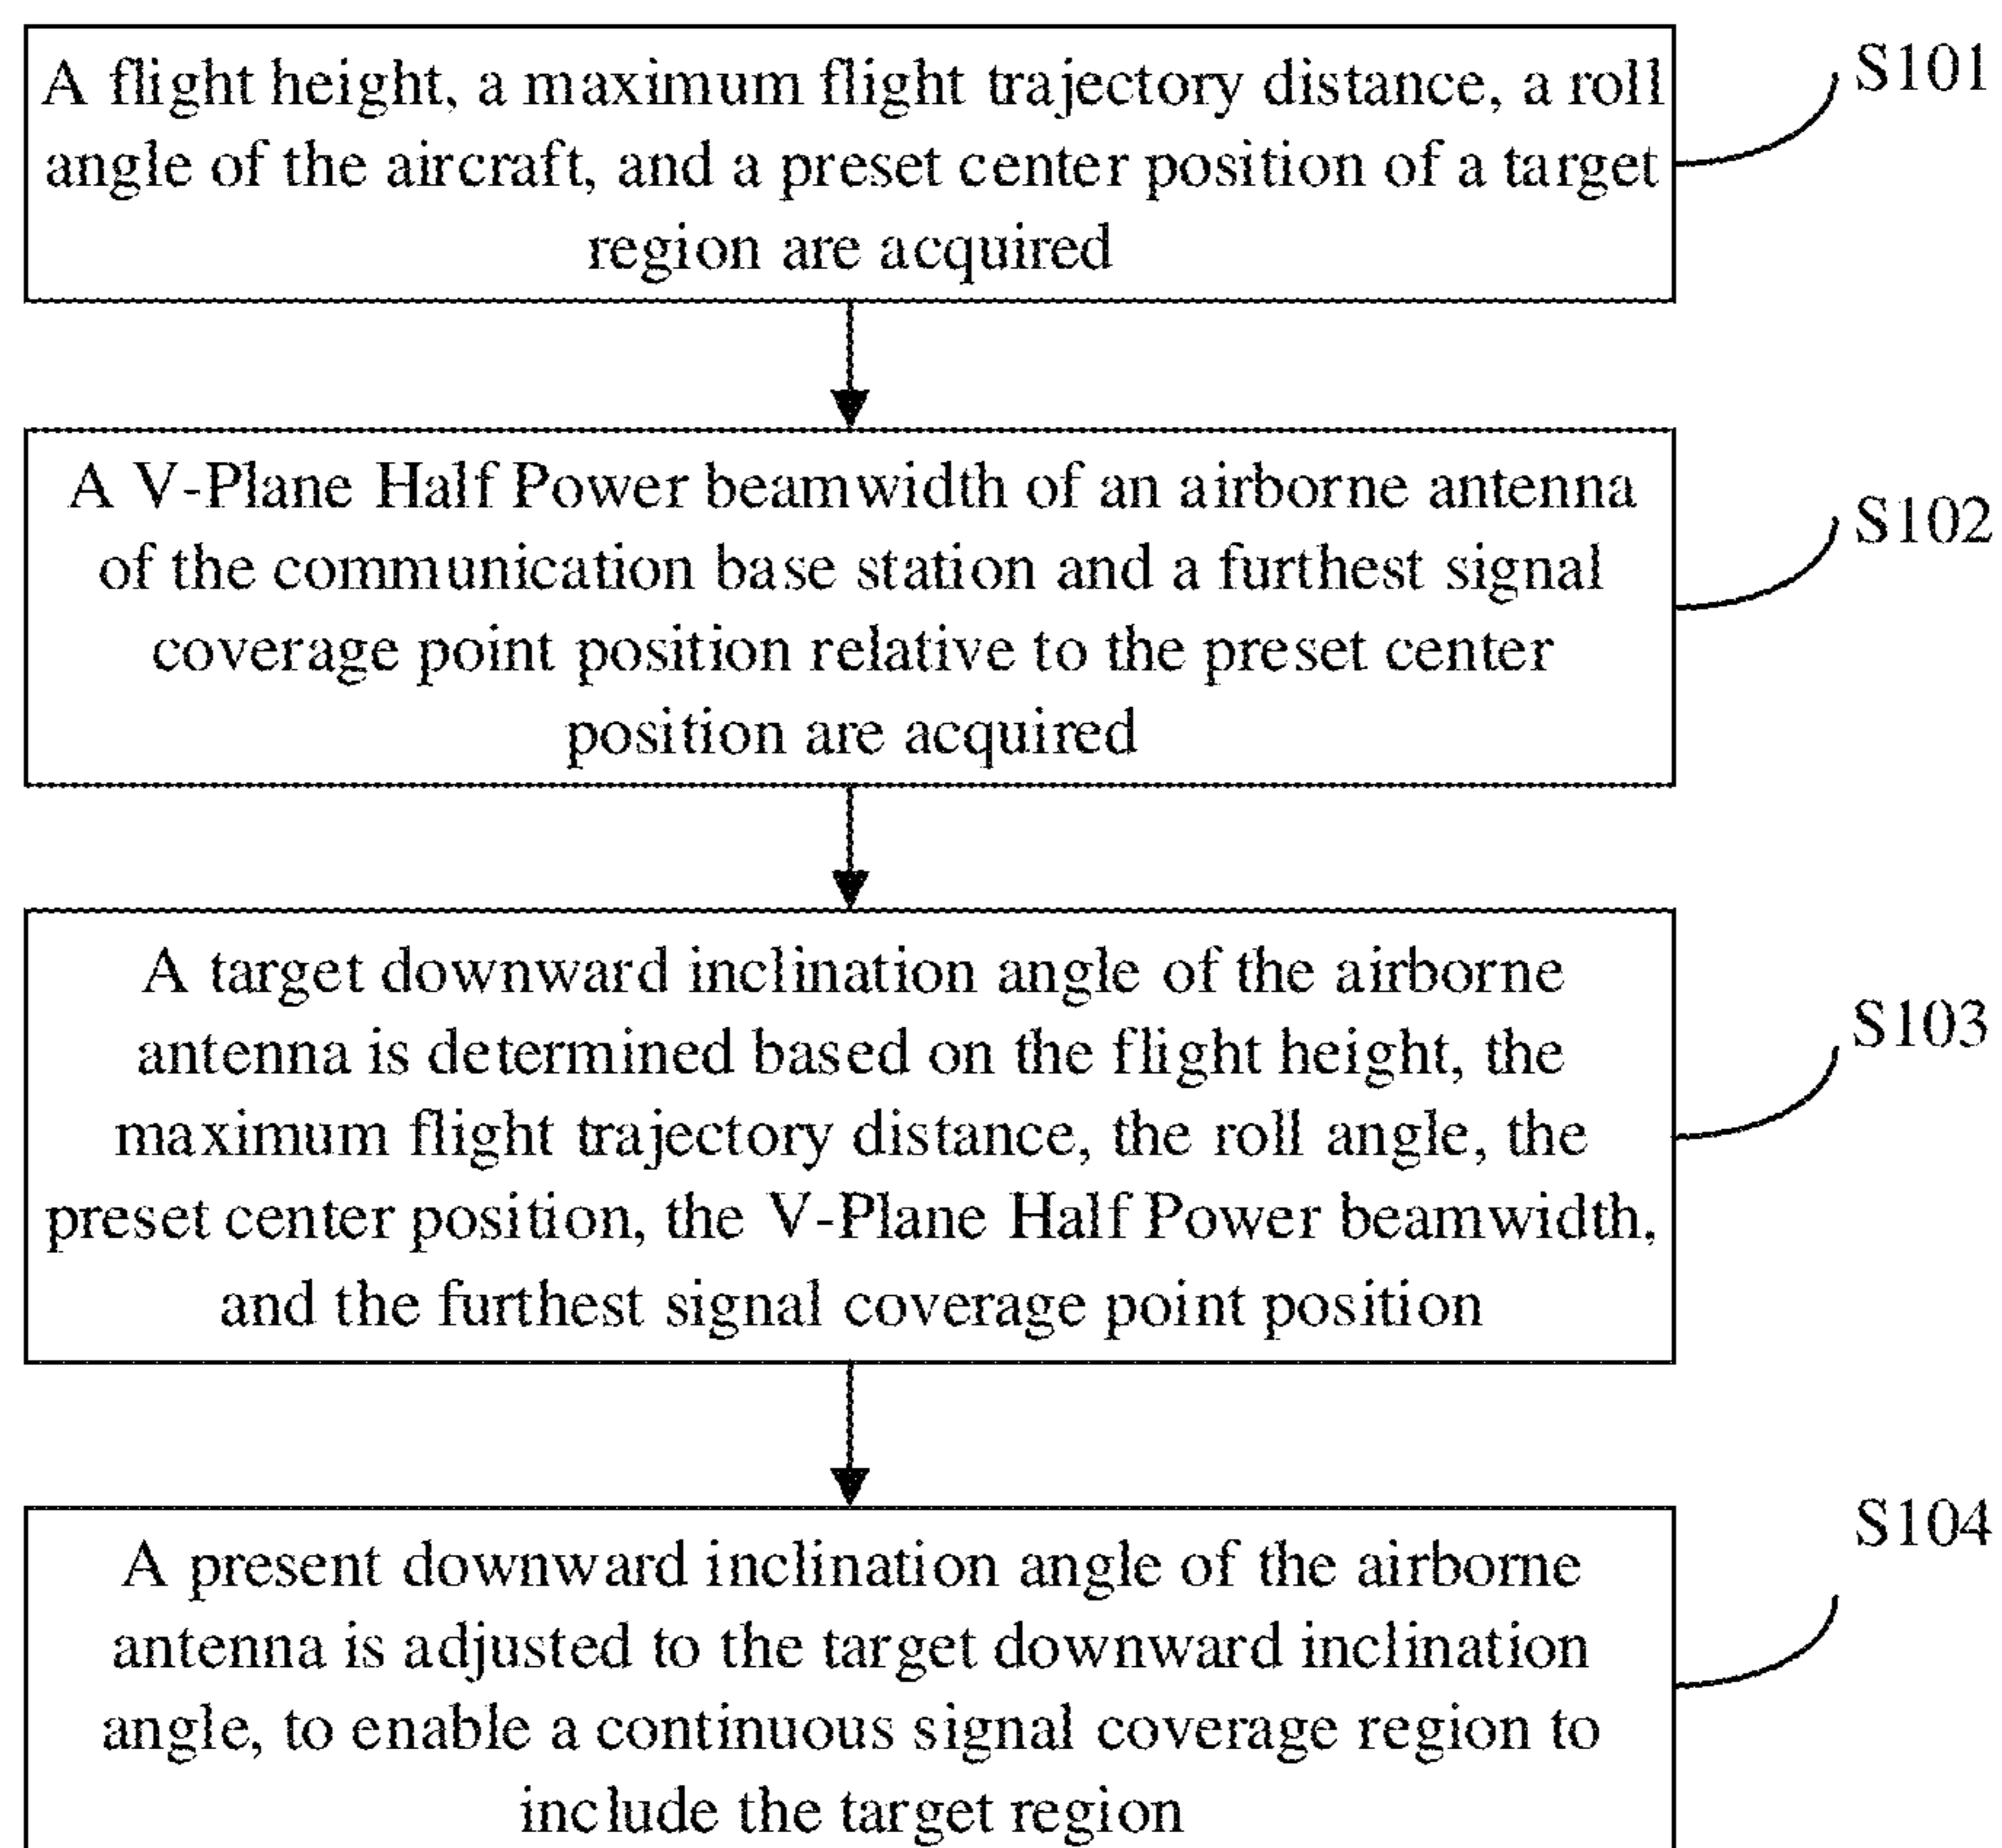 A flight height, a maximum flight trajectory distance, a roll
angle of the aircraft, and a preset center position of a target
region are acquired
S101
A V-Plane Half Power beamwidth of an airborne antenna
of the communication base station and a furthest signal
coverage point position relative to the preset center
position are acquired
S102
A target downward inclination angle of the airborne
antenna is determined based on the flight height, the
maximum flight trajectory distance, the roll angle, the
preset center position, the V-Plane Half Power beamwidth,
and the furthest signal coverage point position
S103
A present downward inclination angle of the airborne
antenna is adjusted to the target downward inclination
angle, to enable a continuous signal coverage region to
include the target region
S104